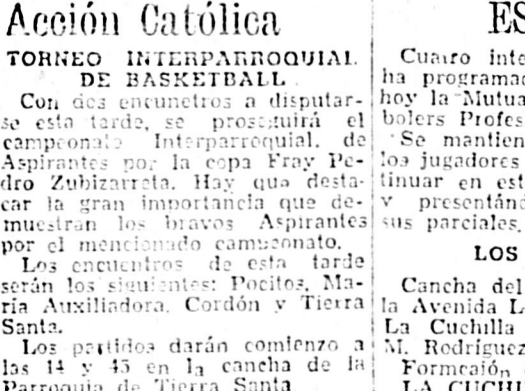 Acción Católica
TORNEO INTERPARROQUIAL
DE BASKETBALL
Con dos encunetros a disputar-
se esta tarde, se proseguirá el
campeonato Interparroquial, de
Aspirantes por la copa Fray Pe-
dro Zubizarreta. Hay que desta-
car la gran importancia que de-
muestran los bravos Aspirantes
por el mencionado campeonato.
Los encuentros de esta tarde
serán los siguientes: Pocitos, Ma-
ría Auxiliadora, Cordón y Tierra
Santa.
Los partidos darán comienzo a
las 14 y 45 en la cancha de la
Parroquia de Tierra Santa
ES
Cuatro inte
ha programa
hoy la Mutua
bolers Profes
Se mantien
los jugadores
tinuar en est
y presentánd
sus parciales.
LOS
Cancha del
la Avenida L
La Cuchilla
M. Rodríguez
Formcaión
LA CUCH